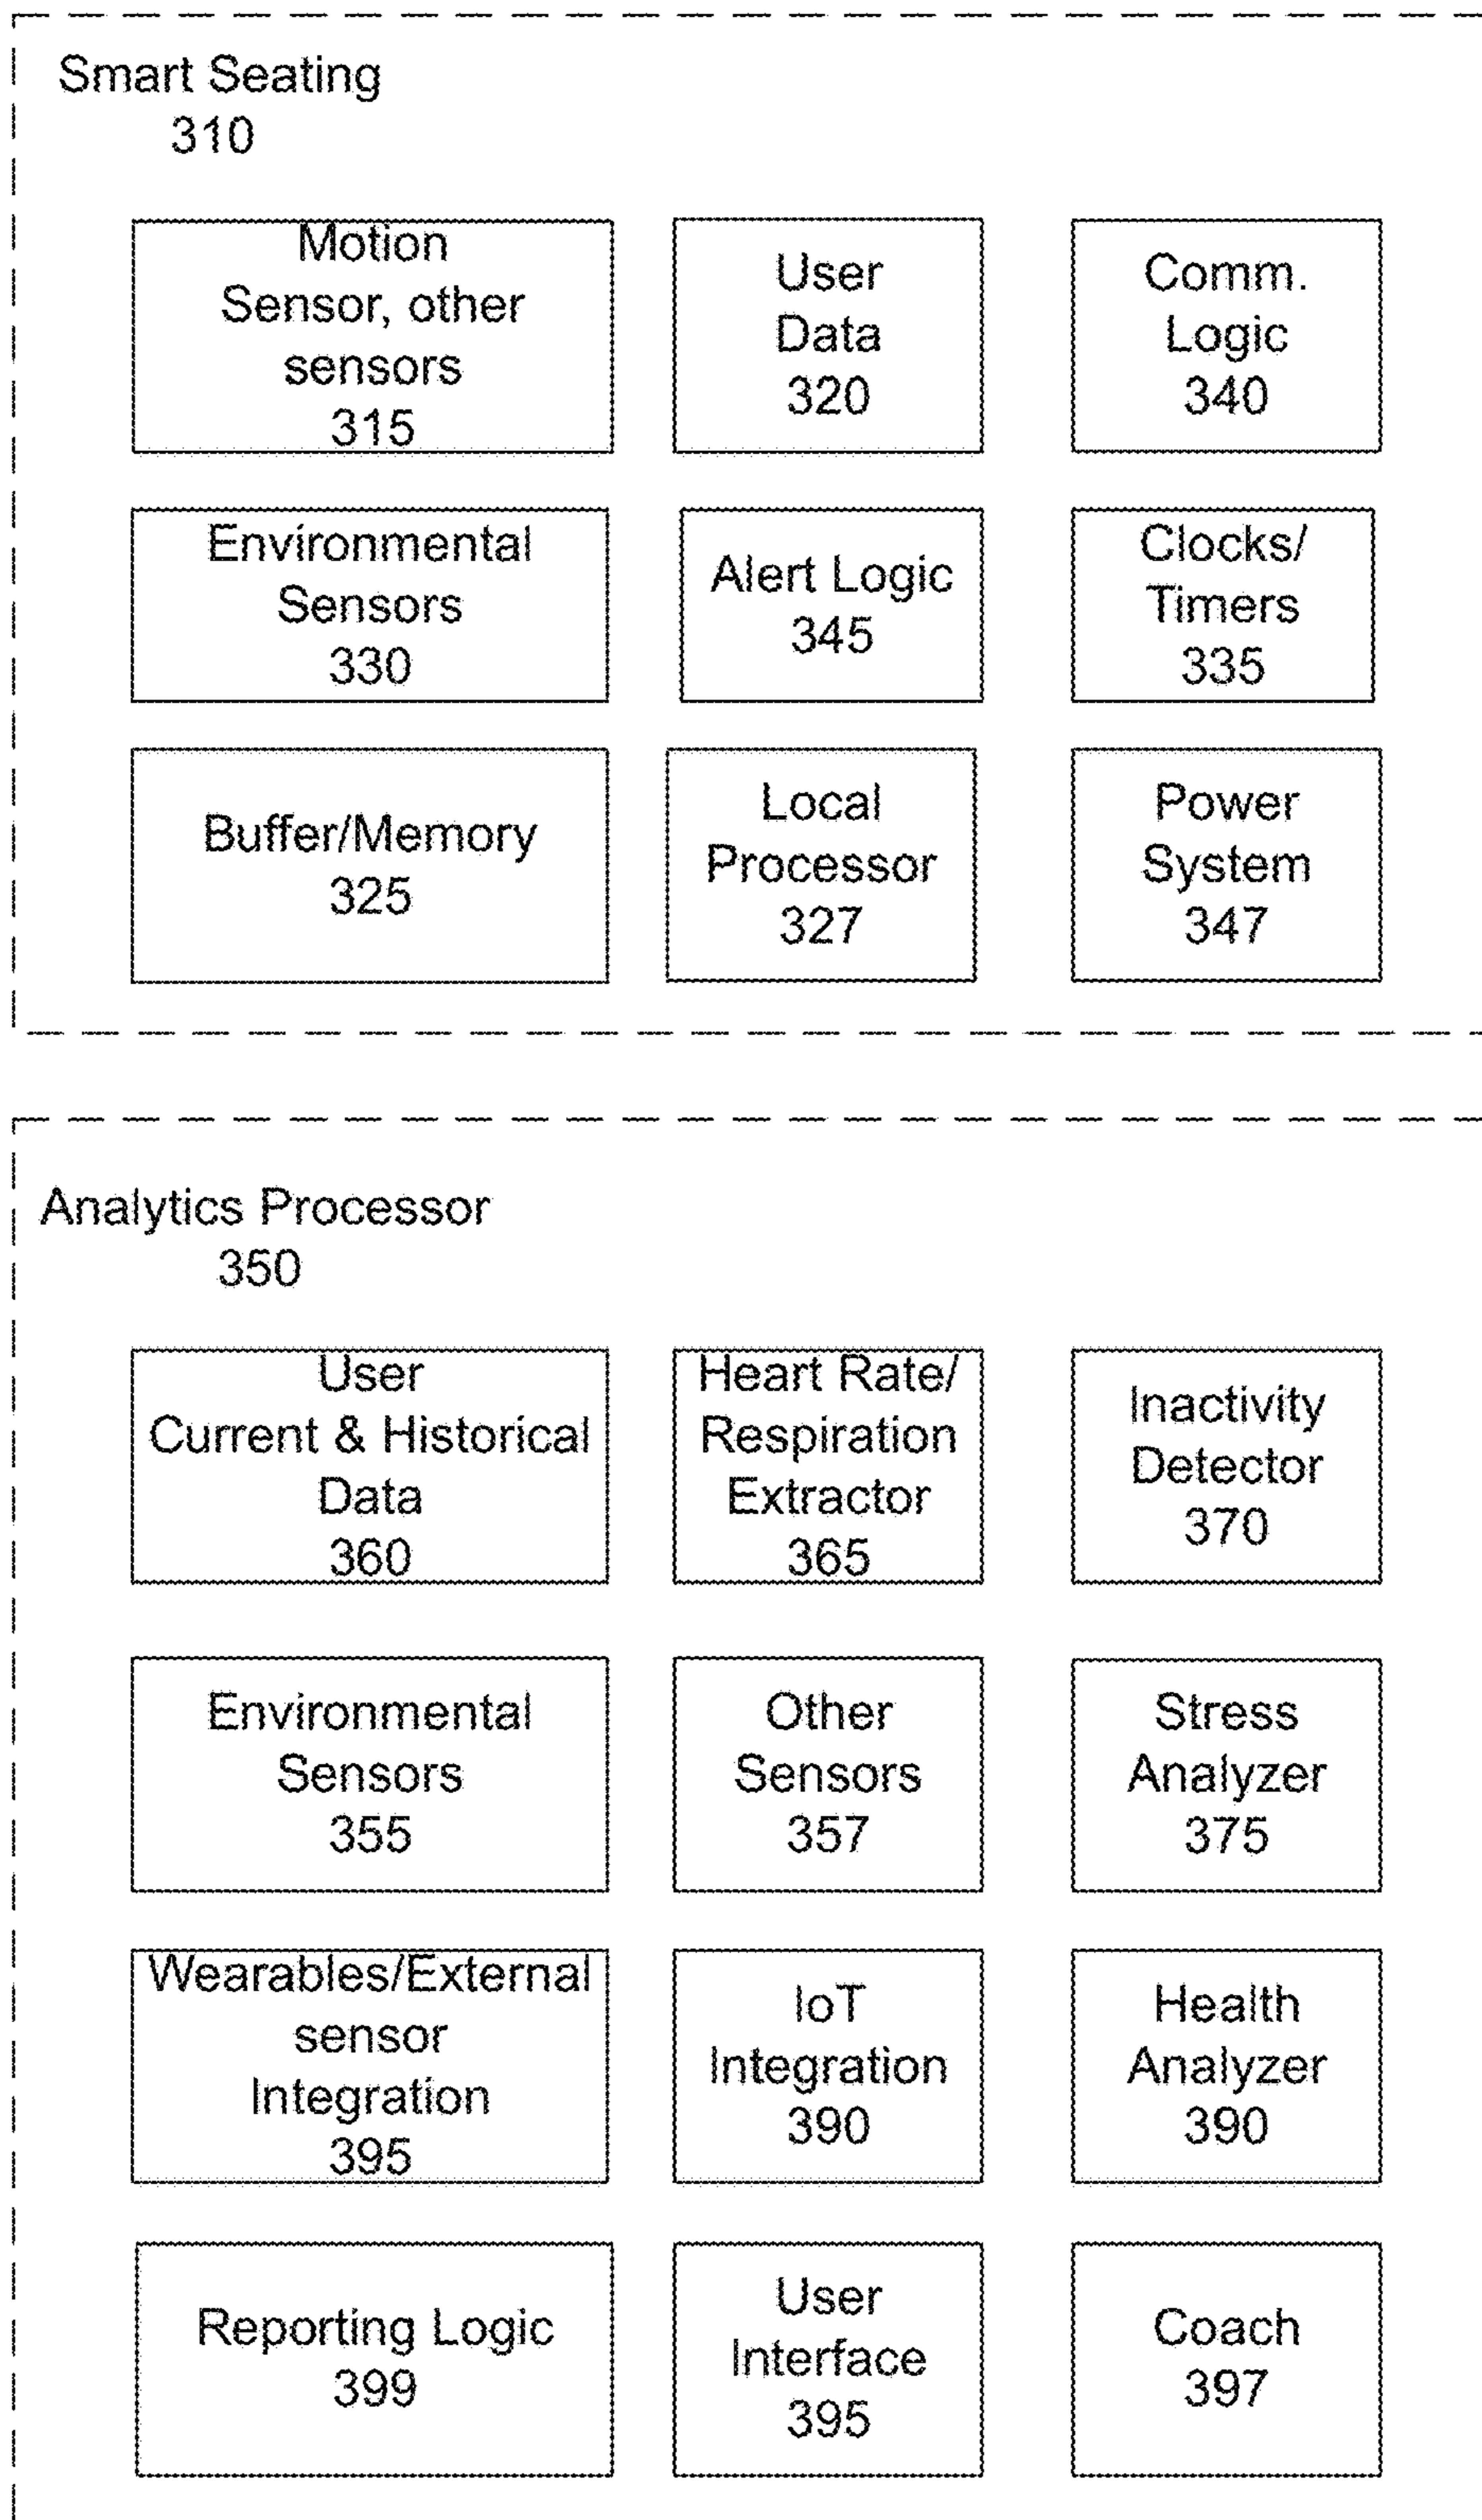 Smart Seating
310
Motion
Sensor, other
sensors
315
User
Data
320
Comm.
Logic
340
Environmental
Sensors
330
Alert Logic
345
Clocks/
Timers
335
Buffer/Memory
325
Local
Processor
327
Power
System
347
Analytics Processor
350
User
Current & Historical
Data
360
Heart Rate/
Respiration
Extractor
365
Inactivity
Detector
370
Environmental
Sensors
355
Other
Sensors
357
Stress
Analyzer
375
Wearables/External
sensor
Integration
395
IoT
Integration
390
Health
Analyzer
390
Reporting Logic
399
User
Interface
395
Coach
397